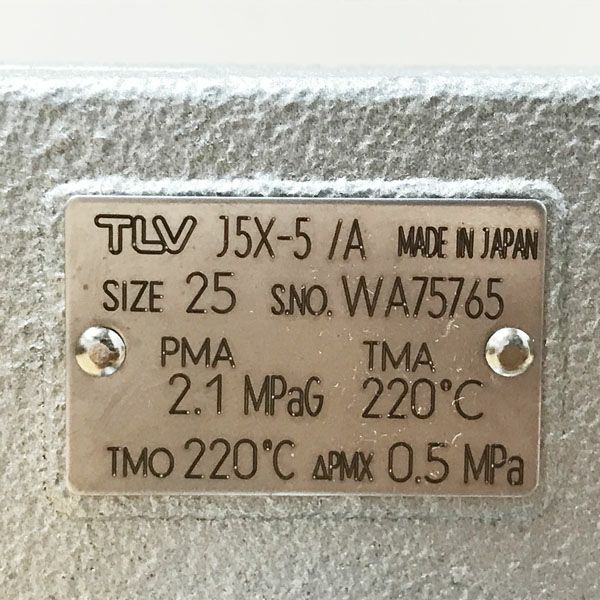 TLV J5X-5 /A MADE IN JAPAN
SIZE 25 S.NO. WA75765
PMA TMA
2.1 MPaG 220°C
TMO 220°C ΔPMX 0.5 MPa